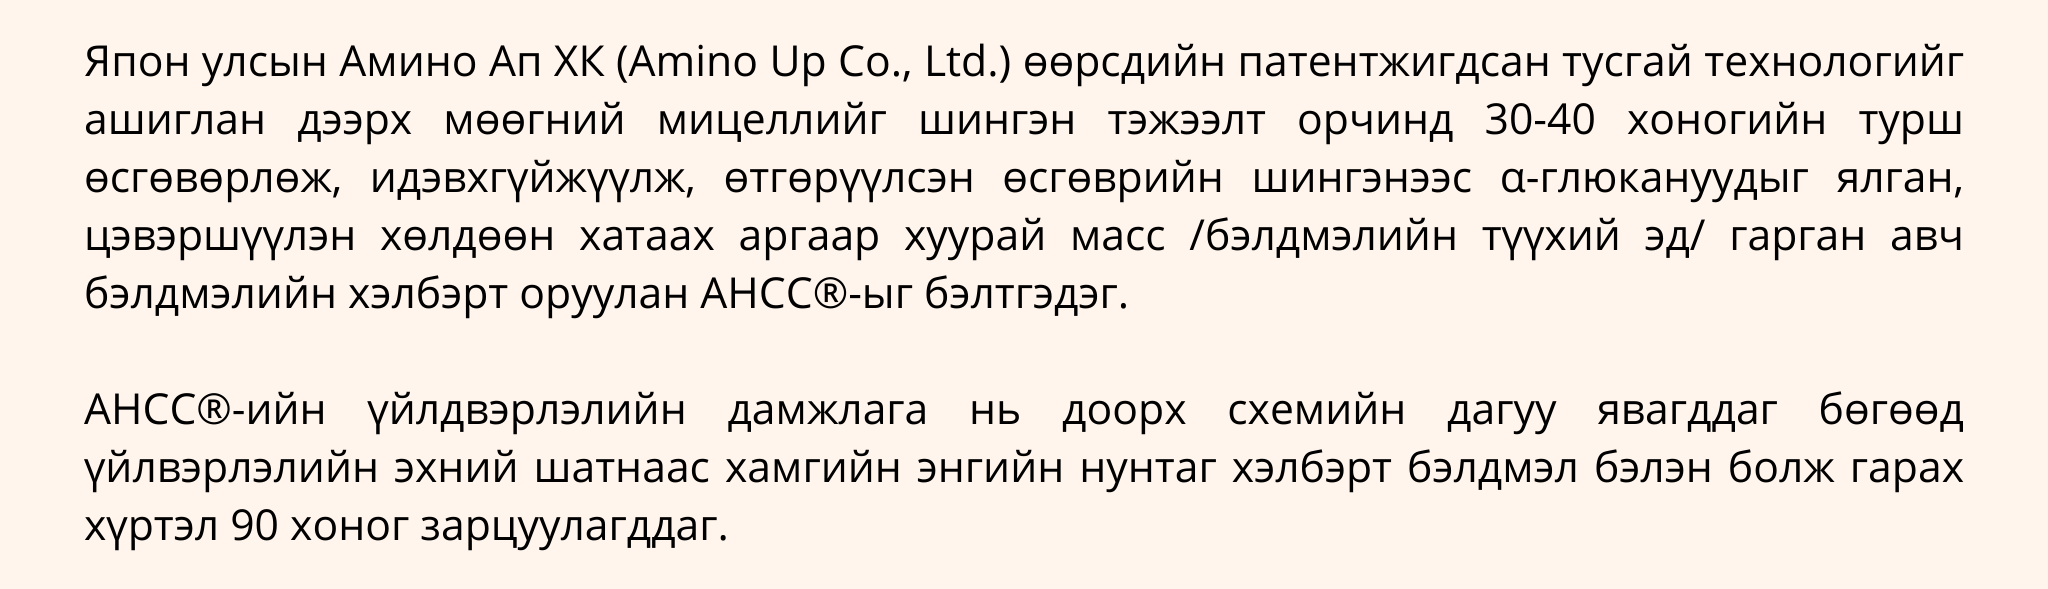 Япон улсын Амино Ап ХК (Amino Up Co., Ltd.) өөрсдийн патентжигдсан тусгай технологийг
ашиглан дээрх мөөгний мицеллийг шингэн тэжээлт орчинд 30-40 хоногийн турш
өсгөвөрлөж, идэвхгүйжүүлж, өтгөрүүлсэн өсгөврийн шингэнээс α-глюкануудыг ялган,
цэвэршүүлэн хөлдөөн хатаах аргаар хуурай масс /бэлдмэлийн түүхий эд/ гарган авч
бэлдмэлийн хэлбэрт оруулан AHCC®-ыг бэлтгэдэг.
AHCC®-ийн үйлдвэрлэлийн дамжлага нь доорх схемийн дагуу явагддаг бөгөөд
үйлвэрлэлийн эхний шатнаас хамгийн энгийн нунтаг хэлбэрт бэлдмэл бэлэн болж гарах
хүртэл 90 хоног зарцуулагддаг.